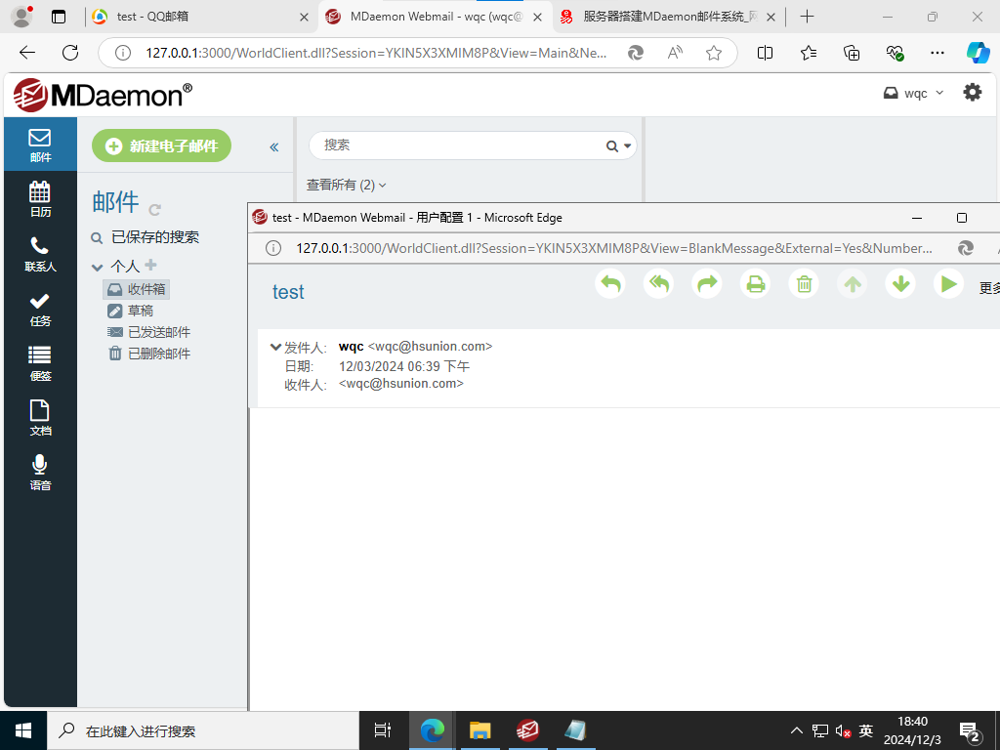 test - QQ邮箱
MDaemon Webmail - wqc (wqc@
服务器搭建MDaemon邮件系统_
127.0.0.1:3000/WorldClient.dll?Session=YKIN5X3XMIM8P&View=Main&Ne...
MDaemon®
wqc
邮件
日历
联系人
任务
便签
文档
语音
新建电子邮件
«
邮件
已保存的搜索
个人
收件箱
草稿
已发送邮件
已删除邮件
搜索
查看所有 (2)
test - MDaemon Webmail - 用户配置 1 - Microsoft Edge
127.0.0.1:3000/WorldClient.dll?Session=YKIN5X3XMIM8P&View=BlankMessage&External=Yes&Number...
test
更多
发件人: wqc <wqc@hsunion.com>
日期: 12/03/2024 06:39 下午
收件人: <wqc@hsunion.com>
在此键入进行搜索
英
18:40
2024/12/3
2